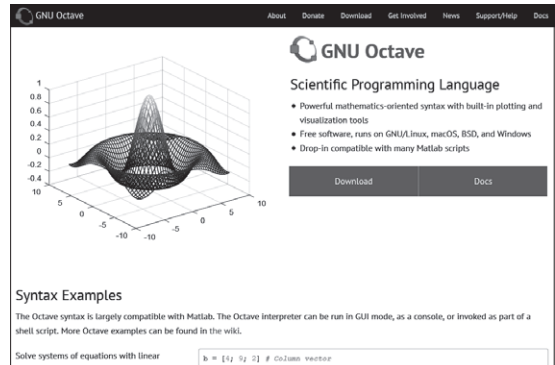 GNU Octave
About Donate Download Get Involved News Support/Help Docs
1
0.8
0.6
0.4
0.2
0
-0.2
-0.4
10
5
0
-5
-10
-10
-5
0
5
10
GNU Octave
Scientific Programming Language
Powerful mathematics-oriented syntax with built-in plotting and
visualization tools
Free software, runs on GNU/Linux, macOS, BSD, and Windows
Drop-in compatible with many Matlab scripts
Download Docs
Syntax Examples
The Octave syntax is largely compatible with Matlab. The Octave interpreter can be run in GUI mode, as a console, or invoked as part of a
shell script. More Octave examples can be found in the wiki.
Solve systems of equations with linear
b = [4; 9; 2] # Column vector